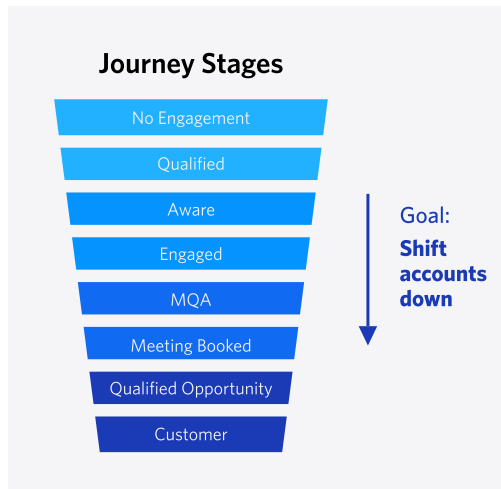 Journey Stages
No Engagement
Qualified
Aware
Engaged
MQA
Meeting Booked
Qualified Opportunity
Customer
Goal:
Shift
accounts
down